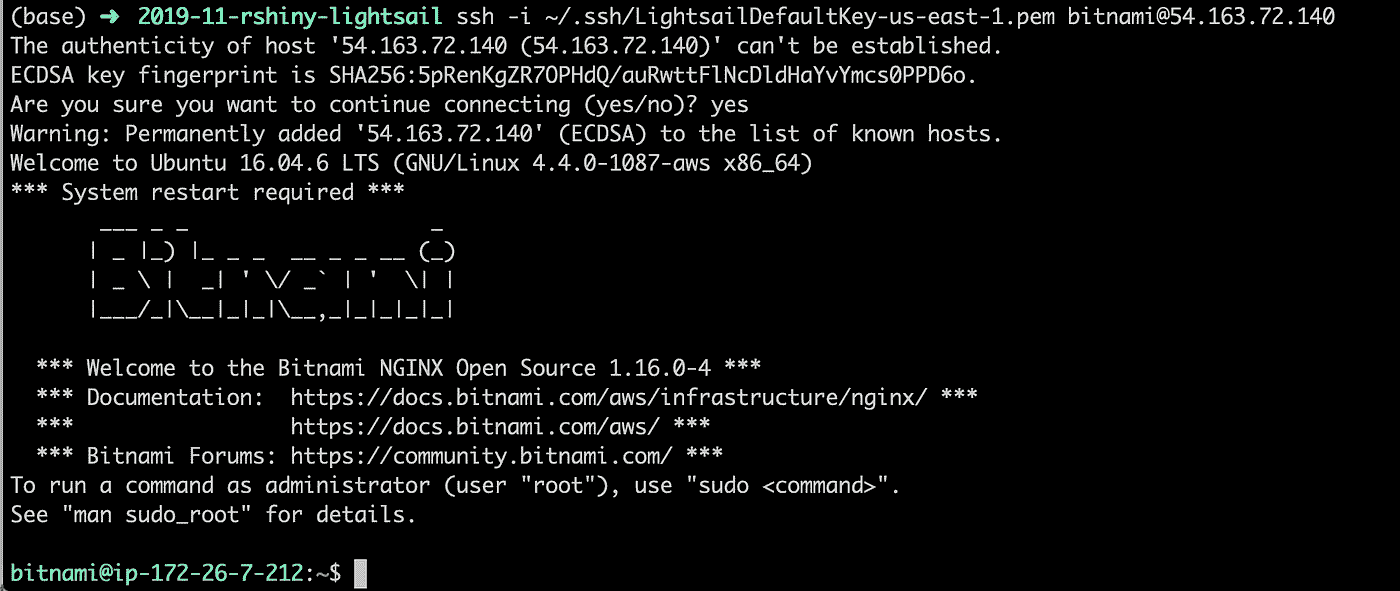 (base) ➜  2019-11-rshiny-lightsail ssh -i ~/.ssh/LightsailDefaultKey-us-east-1.pem bitnami@54.163.72.140
The authenticity of host '54.163.72.140 (54.163.72.140)' can't be established.
ECDSA key fingerprint is SHA256:5pRenKgZR7OPHdQ/auRwttFlNcDldHaYvYmcs0PPD6o.
Are you sure you want to continue connecting (yes/no)? yes
Warning: Permanently added '54.163.72.140' (ECDSA) to the list of known hosts.
Welcome to Ubuntu 16.04.6 LTS (GNU/Linux 4.4.0-1087-aws x86_64)
*** System restart required ***
       ___ _ _                   _
      | _ |_) |_ _ _  __ _ _ __ (_)
      | _ \ |  _| ' \/ _` | '  \| |
      |___/_|\__|_|_|\__,_|_|_|_|_|

  *** Welcome to the Bitnami NGINX Open Source 1.16.0-4 ***
  *** Documentation:  https://docs.bitnami.com/aws/infrastructure/nginx/ ***
  ***                 https://docs.bitnami.com/aws/ ***
  *** Bitnami Forums: https://community.bitnami.com/ ***
To run a command as administrator (user "root"), use "sudo <command>".
See "man sudo_root" for details.

bitnami@ip-172-26-7-212:~$